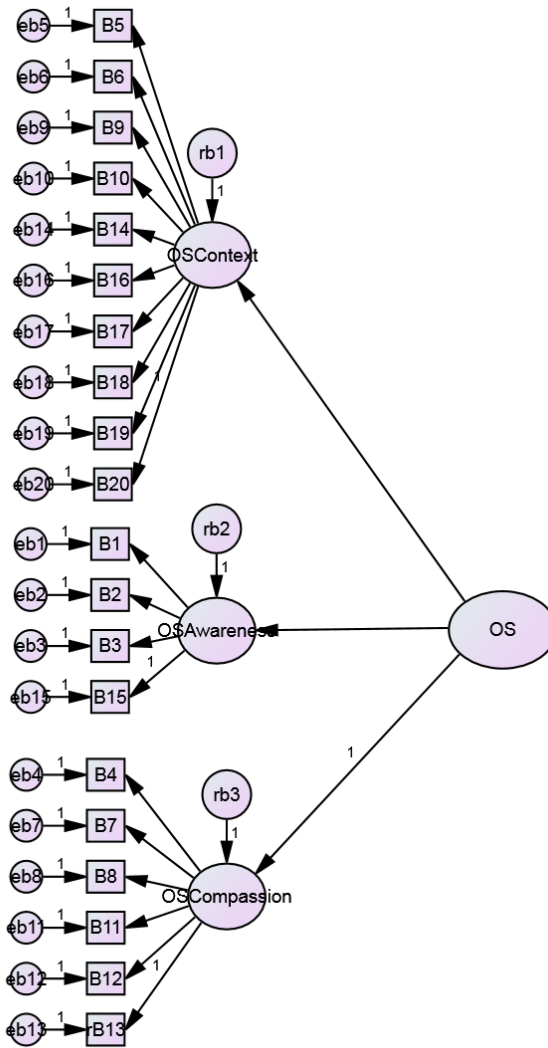 eb5 1 B5
eb6 1 B6
eb9 1 B9
rb1
eb10 1 B10
1
eb14 1 B14
OSContext
eb16 1 B16
eb17 1 B17
eb18 1 B18
1
eb19 1 B19
eb20 1 B20
rb2
eb1 1 B1
1
eb2 1 B2
OSAwareness
OS
eb3 1 B3
1
eb15 1 B15
1
eb4 1 B4
rb3
eb7 1 B7
1
eb8 1 B8
OSCompassion
eb11 1 B11
1
eb12 1 B12
eb13 1 rB13